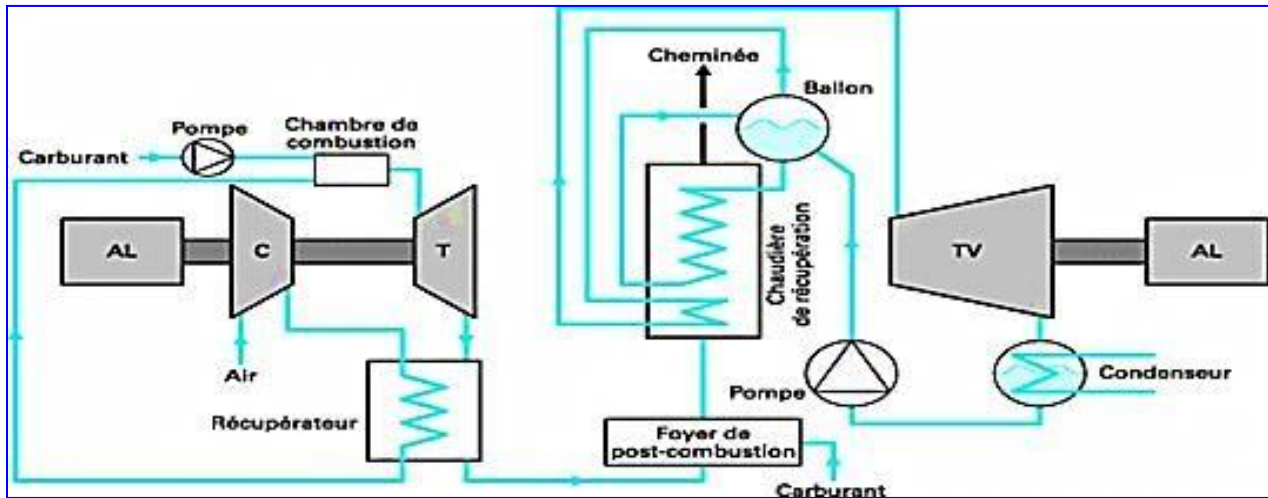 Cheminée
Ballon
Pompe
Chambre de
combustion
Carburant
AL
C
T
Chaudière
de récupération
TV
AL
Air
Récupérateur
Pompe
Condenseur
Foyer de
post-combustion
Carburant